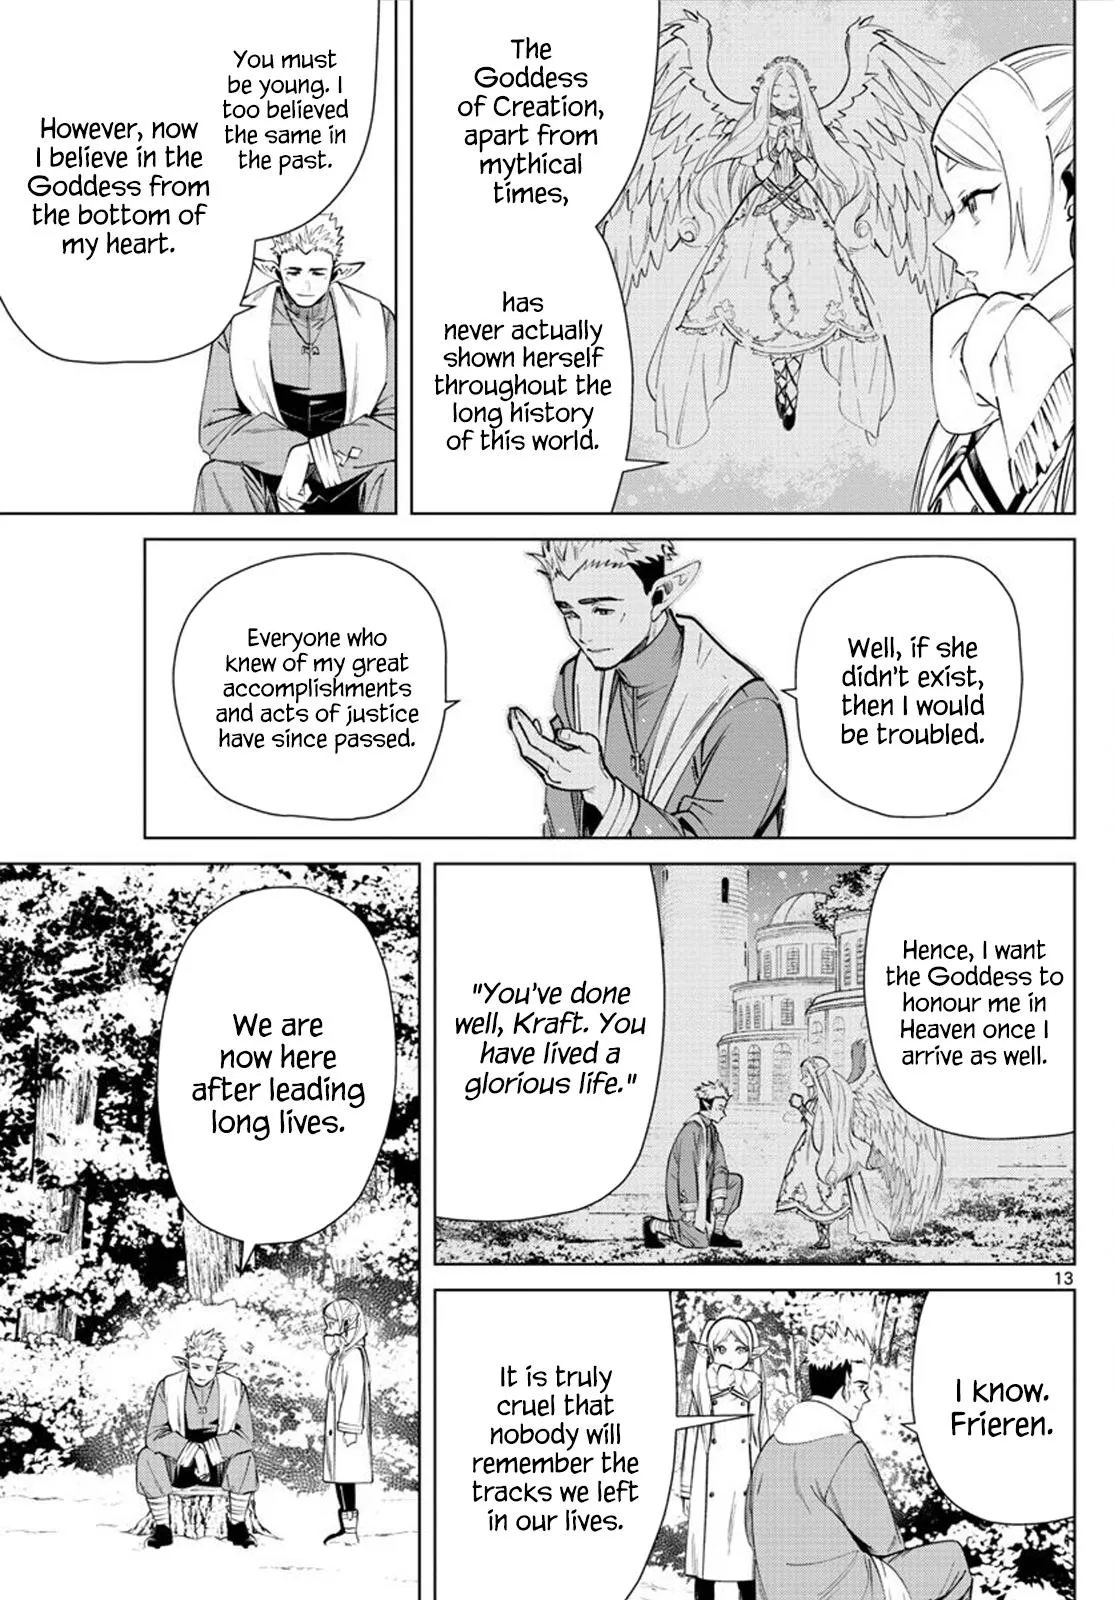 The
Goddess
of Creation,
apart from
mythical
times,
has
never actually
shown herself
throughout the
long history
of this world.
You must
be young. I
too believed
the same in
the past.
However, now
I believe in the
Goddess from
the bottom of
my heart.
Well, if she
didn't exist,
then I would
be troubled.
Everyone who
knew of my great
accomplishments
and acts of justice
have since passed.
Hence, I want
the Goddess to
honour me in
Heaven once I
arrive as well.
"You've done
well, Kraft. You
have lived a
glorious life."
13
We are
now here
after leading
long lives.
I know.
Frieren.
It is truly
cruel that
nobody will
remember the
tracks we left
in our lives.